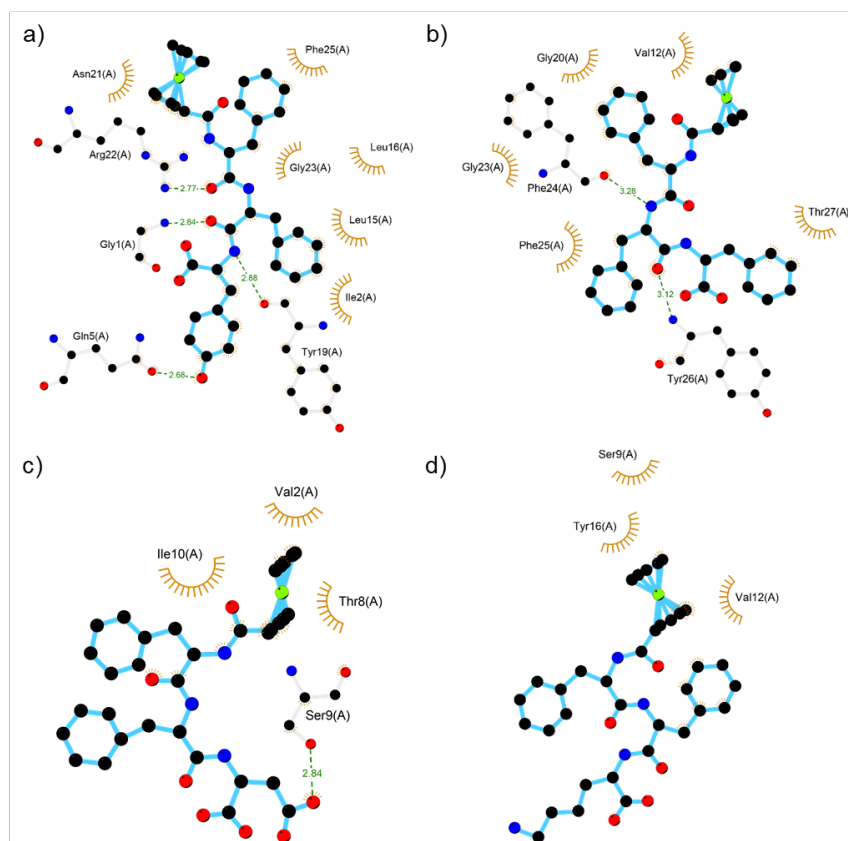 a)
Phe25(A)
Asn21(A)
Arg22(A)
Leu16(A)
Gly23(A)
2.77
Leu15(A)
2.84
Gly1(A)
2.88
Ile2(A)
Gln5(A)
Tyr19(A)
2.68
b)
Val12(A)
Gly20(A)
Gly23(A)
Phe24(A)
3.28
Thr27(A)
Phe25(A)
3.12
Tyr26(A)
c)
Val2(A)
Ile10(A)
Thr8(A)
Ser9(A)
2.84
d)
Ser9(A)
Tyr16(A)
Val12(A)